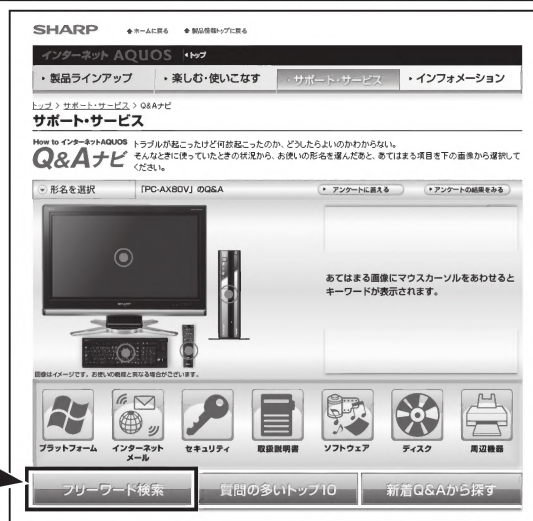 SHARP ホームに戻る 製品情報トップに戻る
インターネット AQUOS トップ
製品ラインアップ 楽しむ・使いこなす サポート・サービス インフォメーション
トップ > サポート・サービス > Q&Aナビ
サポート・サービス
How to インターネットAQUOS
Q&Aナビ
トラブルが起こったけど何故起こったのか、どうしたらよいのかわからない。
そんなときに使っていたときの状況から、お使いの形名を選んだあと、あてはまる項目を下の画像から選択して
ください。
形名を選択 「PC-AX80V」のQ&A アンケートに答える アンケートの結果をみる
あてはまる画像にマウスカーソルをあわせると
キーワードが表示されます。
画像はイメージです。お使いの機種と異なる場合がございます。
プラットフォーム インターネット メール セキュリティ 取扱説明書 ソフトウェア ディスク 周辺機器
フリーワード検索 質問の多いトップ10 新着Q&Aから探す